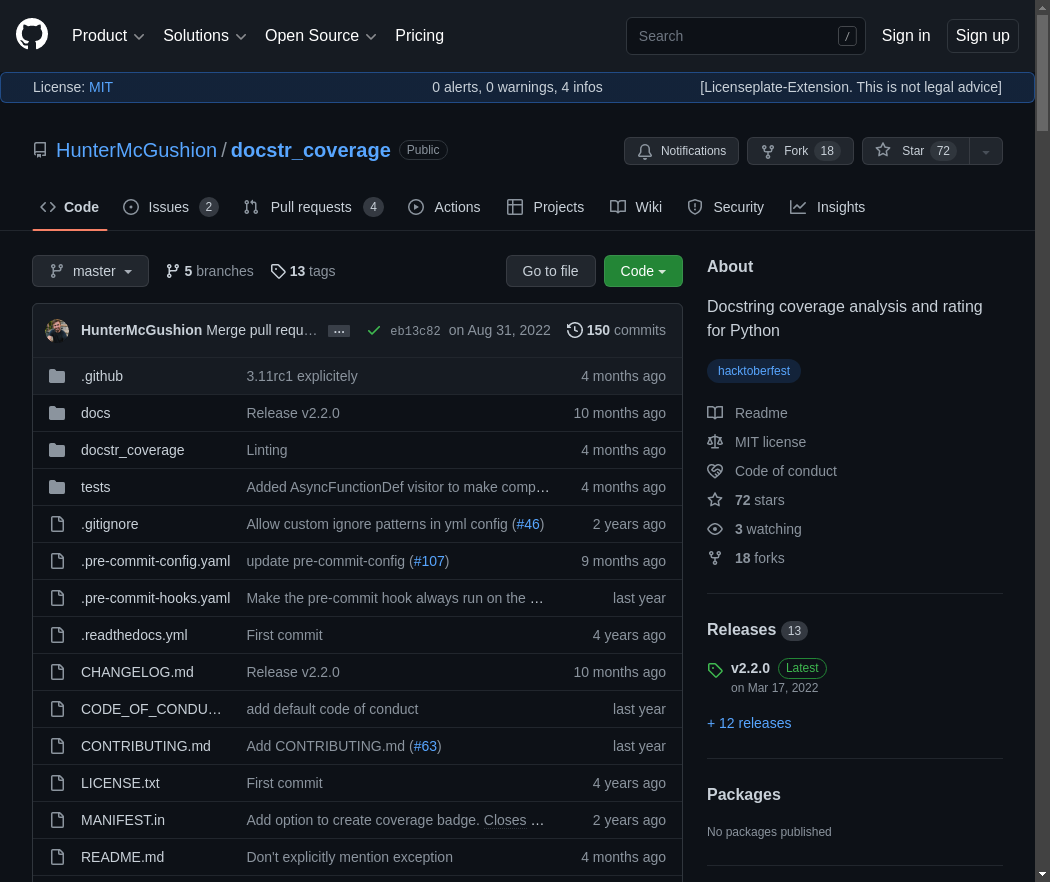 Product Solutions Open Source Pricing Search / Sign in Sign up
License: MIT 0 alerts, 0 warnings, 4 infos [Licenseplate-Extension. This is not legal advice]
HunterMcGushion / docstr_coverage Public Notifications Fork 18 Star 72
Code Issues 2 Pull requests 4 Actions Projects Wiki Security Insights
master 5 branches 13 tags Go to file Code
HunterMcGushion Merge pull requ… … eb13c82 on Aug 31, 2022 150 commits
.github 3.11rc1 explicitely 4 months ago
docs Release v2.2.0 10 months ago
docstr_coverage Linting 4 months ago
tests Added AsyncFunctionDef visitor to make comp… 4 months ago
.gitignore Allow custom ignore patterns in yml config (#46) 2 years ago
.pre-commit-config.yaml update pre-commit-config (#107) 9 months ago
.pre-commit-hooks.yaml Make the pre-commit hook always run on the … last year
.readthedocs.yml First commit 4 years ago
CHANGELOG.md Release v2.2.0 10 months ago
CODE_OF_CONDU… add default code of conduct last year
CONTRIBUTING.md Add CONTRIBUTING.md (#63) last year
LICENSE.txt First commit 4 years ago
MANIFEST.in Add option to create coverage badge. Closes … 2 years ago
README.md Don't explicitly mention exception 4 months ago
About
Docstring coverage analysis and rating
for Python
hacktoberfest
Readme
MIT license
Code of conduct
72 stars
3 watching
18 forks
Releases 13
v2.2.0 Latest
on Mar 17, 2022
+ 12 releases
Packages
No packages published